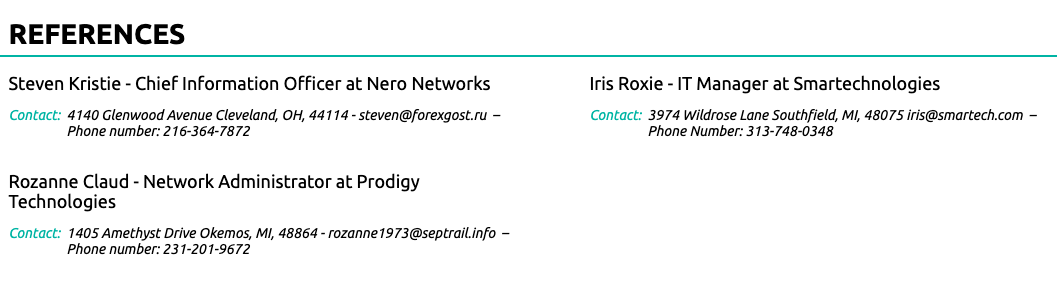 REFERENCES
Steven Kristie - Chief Information Officer at Nero Networks
Contact: 4140 Glenwood Avenue Cleveland, OH, 44114 - steven@forexgost.ru –
Phone number: 216-364-7872
Iris Roxie - IT Manager at Smartechnologies
Contact: 3974 Wildrose Lane Southfield, MI, 48075 iris@smartech.com –
Phone Number: 313-748-0348
Rozanne Claud - Network Administrator at Prodigy
Technologies
Contact: 1405 Amethyst Drive Okemos, MI, 48864 - rozanne1973@septrail.info –
Phone number: 231-201-9672